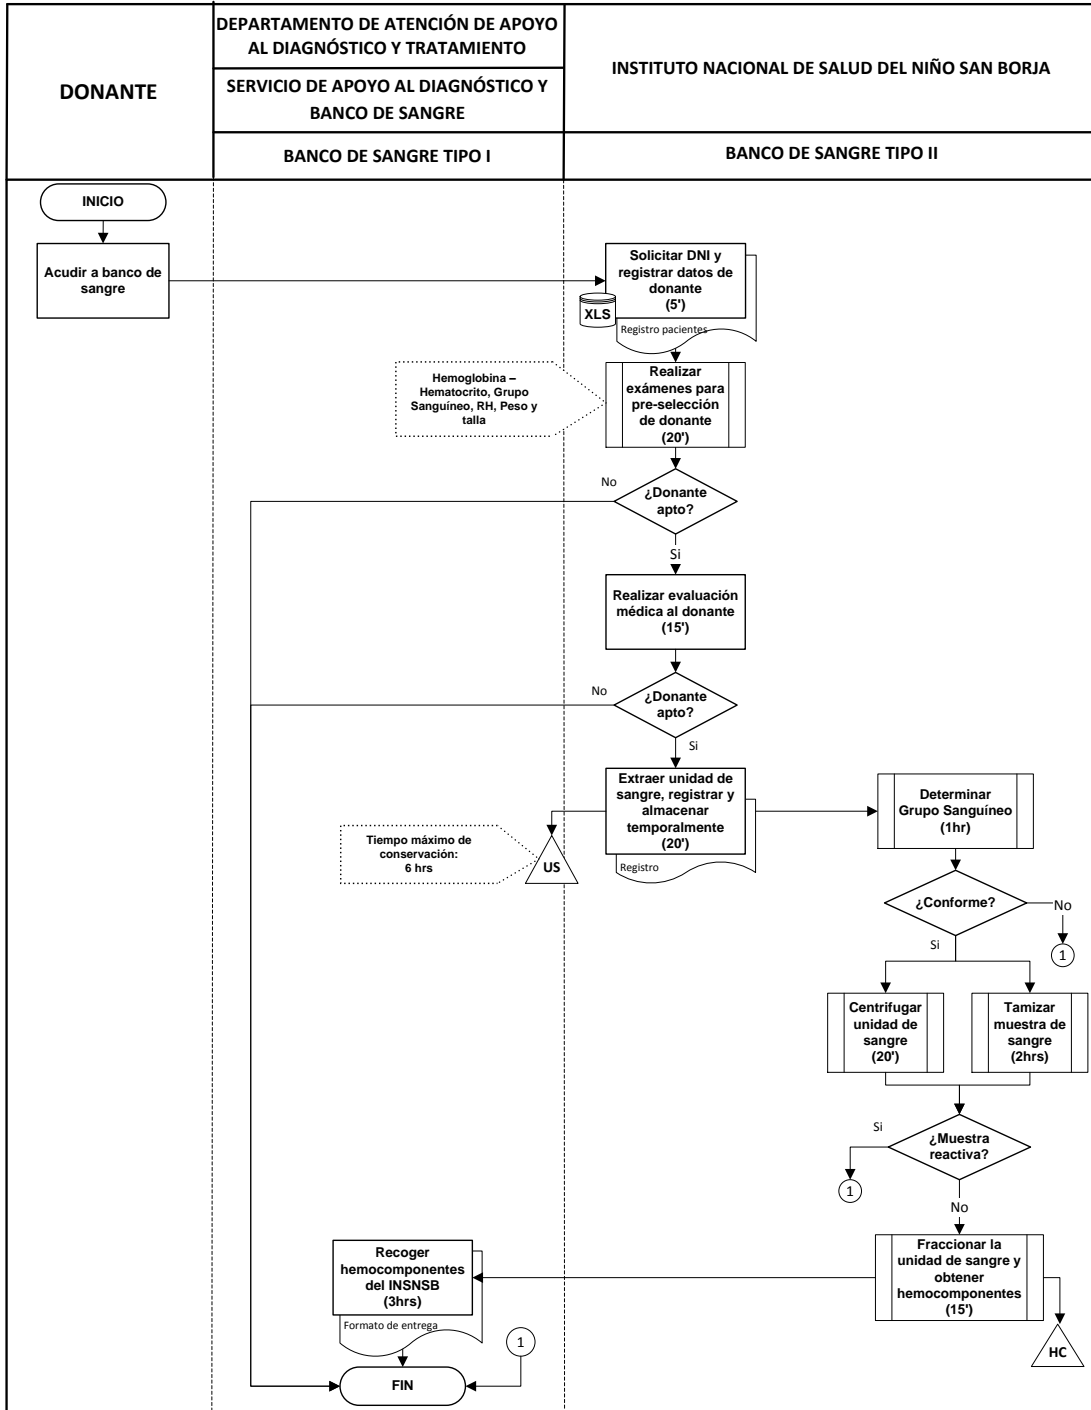 DONANTE
DEPARTAMENTO DE ATENCIÓN DE APOYO
AL DIAGNÓSTICO Y TRATAMIENTO
SERVICIO DE APOYO AL DIAGNÓSTICO Y
BANCO DE SANGRE
BANCO DE SANGRE TIPO I
INSTITUTO NACIONAL DE SALUD DEL NIÑO SAN BORJA
BANCO DE SANGRE TIPO II
INICIO
Acudir a banco de
sangre
Solicitar DNI y
registrar datos de
donante
(5')
XLS
Registro pacientes
Hemoglobina –
Hematocrito, Grupo
Sanguíneo, RH, Peso y
talla
Realizar
exámenes para
pre-selección
de donante
(20')
No
¿Donante
apto?
Si
Realizar evaluación
médica al donante
(15')
No
¿Donante
apto?
Si
Extraer unidad de
sangre, registrar y
almacenar
temporalmente
(20')
Registro
Tiempo máximo de
conservación:
6 hrs
US
Determinar
Grupo Sanguíneo
(1hr)
¿Conforme?
No
1
Si
Centrifugar
unidad de
sangre
(20')
Tamizar
muestra de
sangre
(2hrs)
Si
¿Muestra
reactiva?
1
No
Fraccionar la
unidad de sangre y
obtener
hemocomponentes
(15')
HC
Recoger
hemocomponentes
del INSNSB
(3hrs)
Formato de entrega
1
FIN